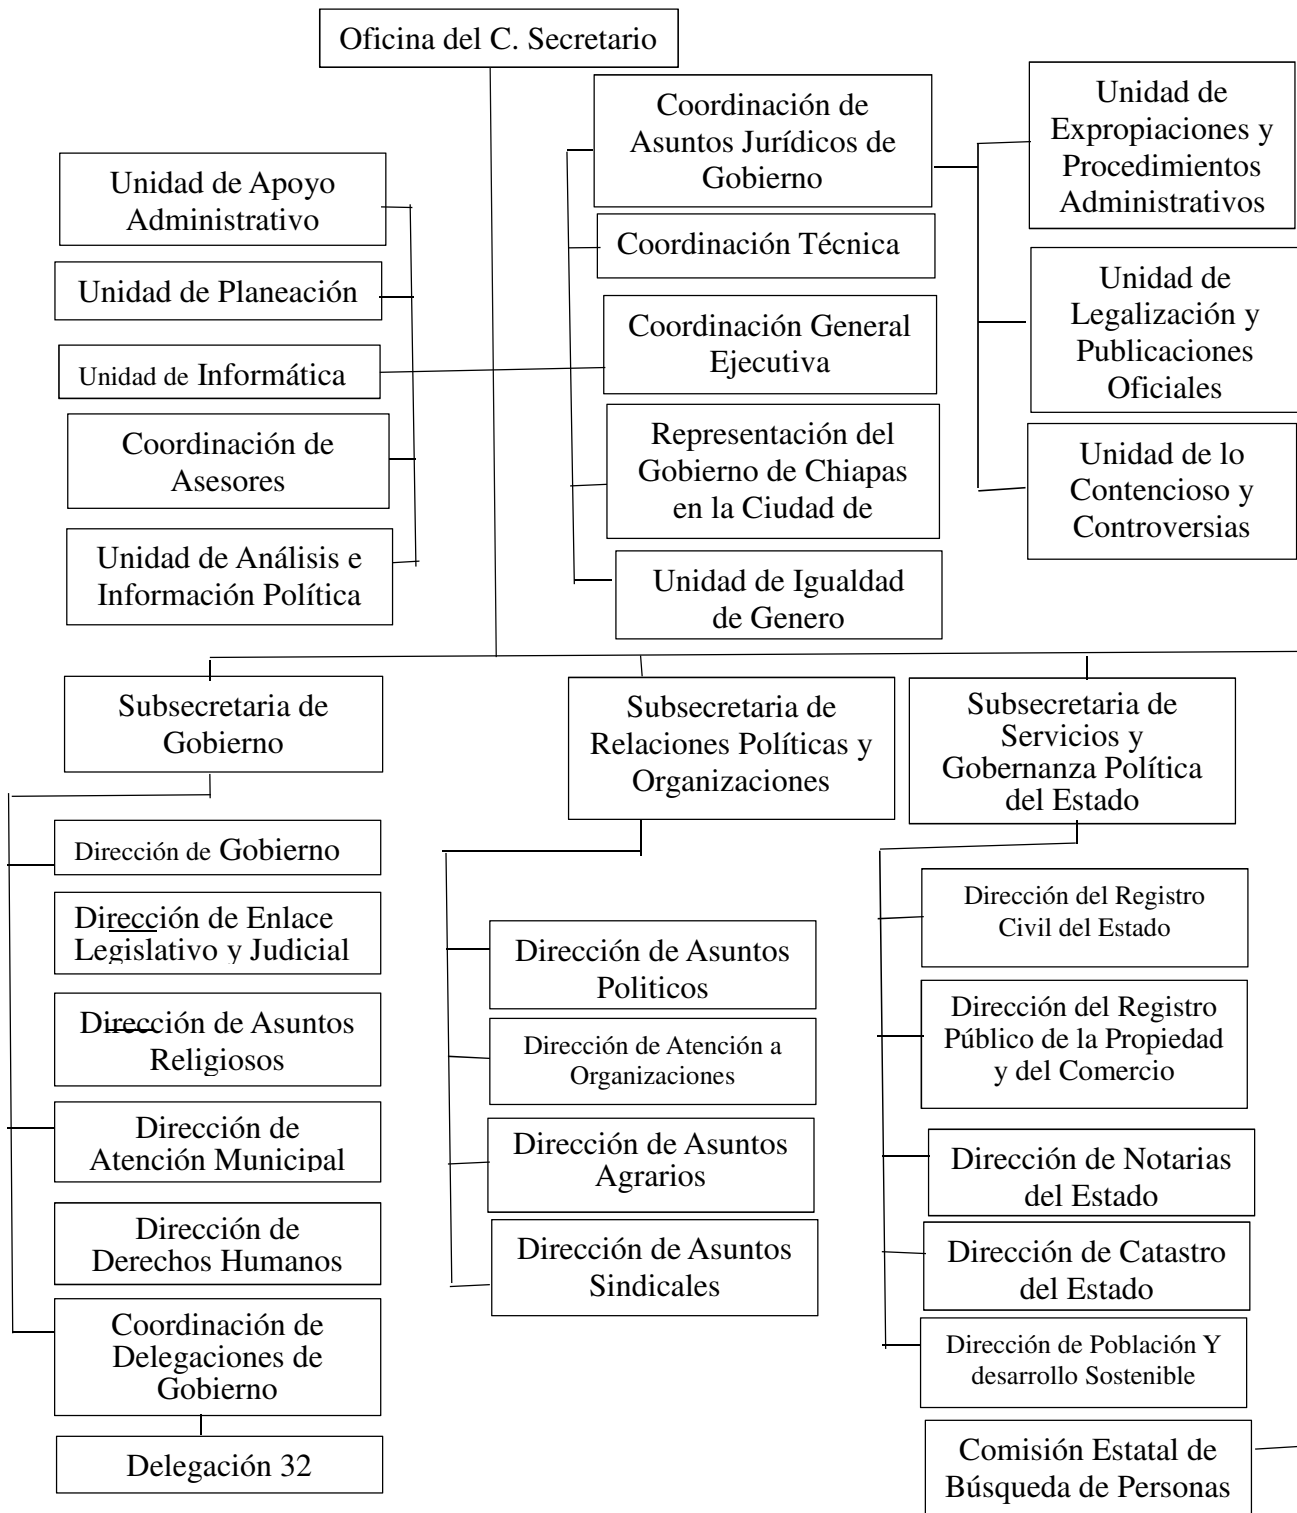 Oficina del C. Secretario
Unidad de Apoyo
Administrativo
Unidad de Planeación
Unidad de Informática
Coordinación de
Asesores
Unidad de Análisis e
Información Política
Coordinación de
Asuntos Jurídicos de
Gobierno
Coordinación Técnica
Coordinación General
Ejecutiva
Representación del
Gobierno de Chiapas
en la Ciudad de
Unidad de Igualdad
de Genero
Unidad de
Expropiaciones y
Procedimientos
Administrativos
Unidad de
Legalización y
Publicaciones
Oficiales
Unidad de lo
Contencioso y
Controversias
Subsecretaria de
Gobierno
Dirección de Gobierno
Dirección de Enlace
Legislativo y Judicial
Dirección de Asuntos
Religiosos
Dirección de
Atención Municipal
Dirección de
Derechos Humanos
Coordinación de
Delegaciones de
Gobierno
Delegación 32
Subsecretaria de
Relaciones Políticas y
Organizaciones
Dirección de Asuntos
Politicos
Dirección de Atención a
Organizaciones
Dirección de Asuntos
Agrarios
Dirección de Asuntos
Sindicales
Subsecretaria de
Servicios y
Gobernanza Política
del Estado
Dirección del Registro
Civil del Estado
Dirección del Registro
Público de la Propiedad
y del Comercio
Dirección de Notarias
del Estado
Dirección de Catastro
del Estado
Dirección de Población Y
desarrollo Sostenible
Comisión Estatal de
Búsqueda de Personas